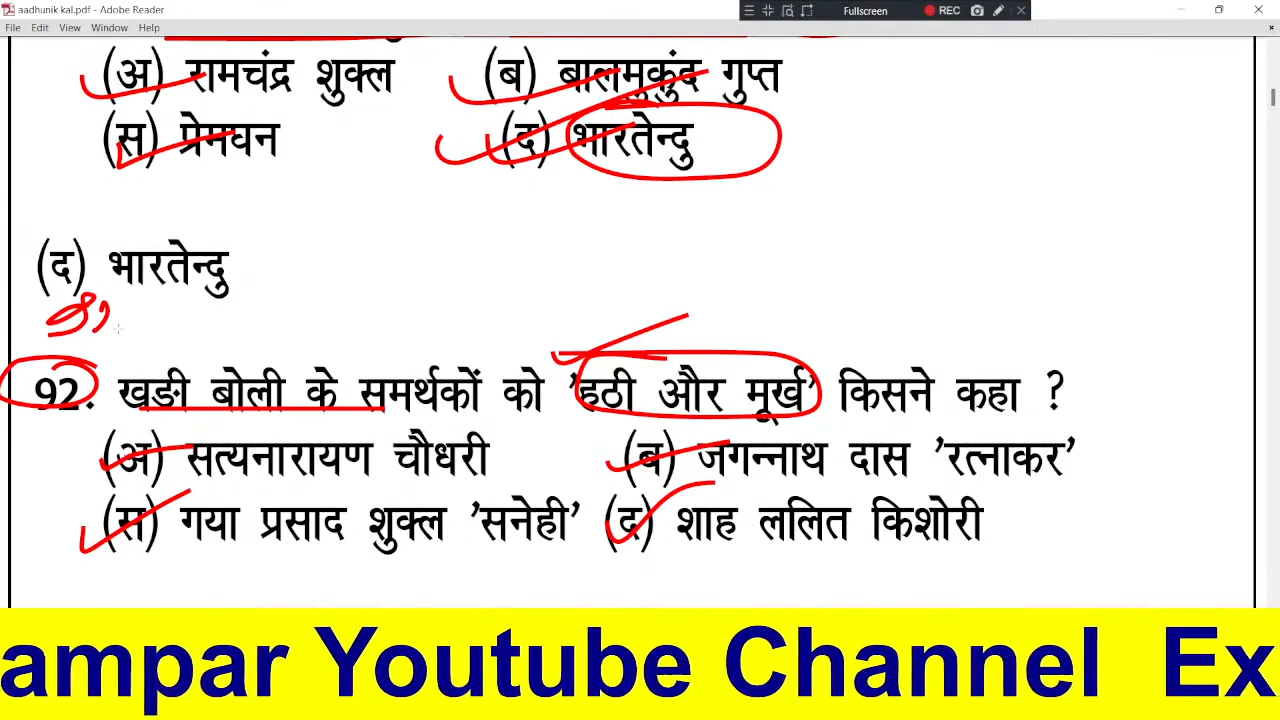 aadhunik kal.pdf - Adobe Reader
Fullscreen REC
File Edit View Window Help
(अ) रामचंद्र शुक्ल (ब) बालमुकुंद गुप्त
(स) प्रेमघन (द) भारतेन्दु
(द) भारतेन्दु
92. खड़ी बोली के समर्थकों को 'हठी और मूर्ख' किसने कहा ?
(अ) सत्यनारायण चौधरी (ब) जगन्नाथ दास 'रत्नाकर'
(स) गया प्रसाद शुक्ल 'सनेही' (द) शाह ललित किशोरी
ampar Youtube Channel Ex